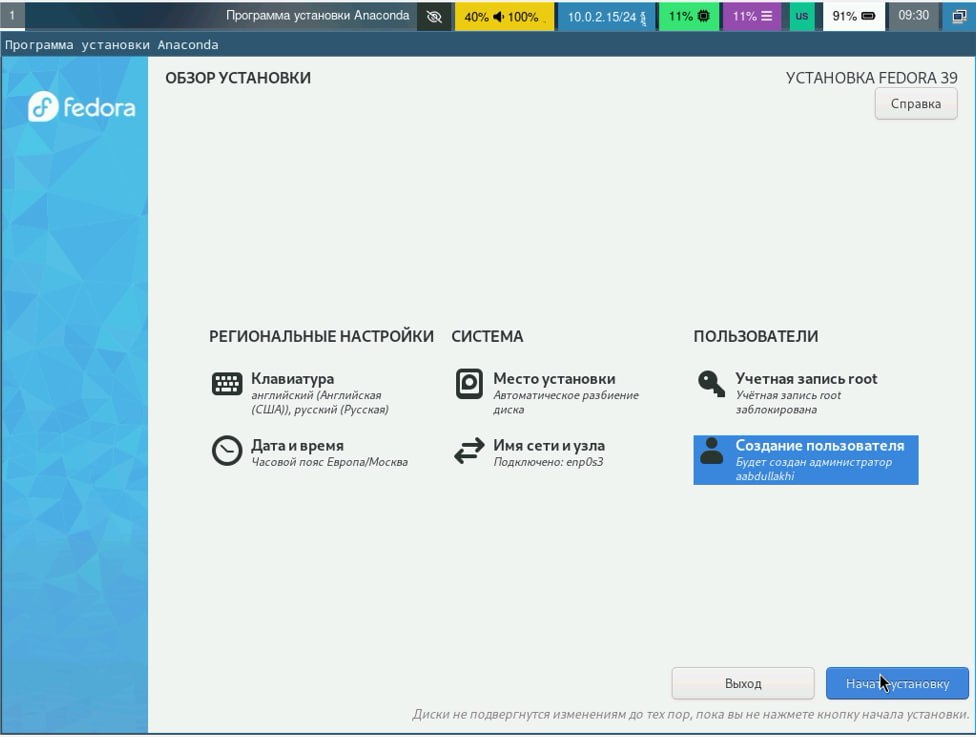 1 Программа установки Anaconda 40% 100% 10.0.2.15/24 11% 11% us 91% 09:30
Программа установки Anaconda
fedora
ОБЗОР УСТАНОВКИ
УСТАНОВКА FEDORA 39
Справка
РЕГИОНАЛЬНЫЕ НАСТРОЙКИ
Клавиатура
английский (Английская
(США)), русский (Русская)
Дата и время
Часовой пояс Европа/Москва
СИСТЕМА
Место установки
Автоматическое разбиение
диска
Имя сети и узла
Подключено: enp0s3
ПОЛЬЗОВАТЕЛИ
Учетная запись root
Учётная запись root
заблокирована
Создание пользователя
Будет создан администратор
aabdullakhi
Выход
Начать установку
Диски не подвергнутся изменениям до тех пор, пока вы не нажмете кнопку начала установки.